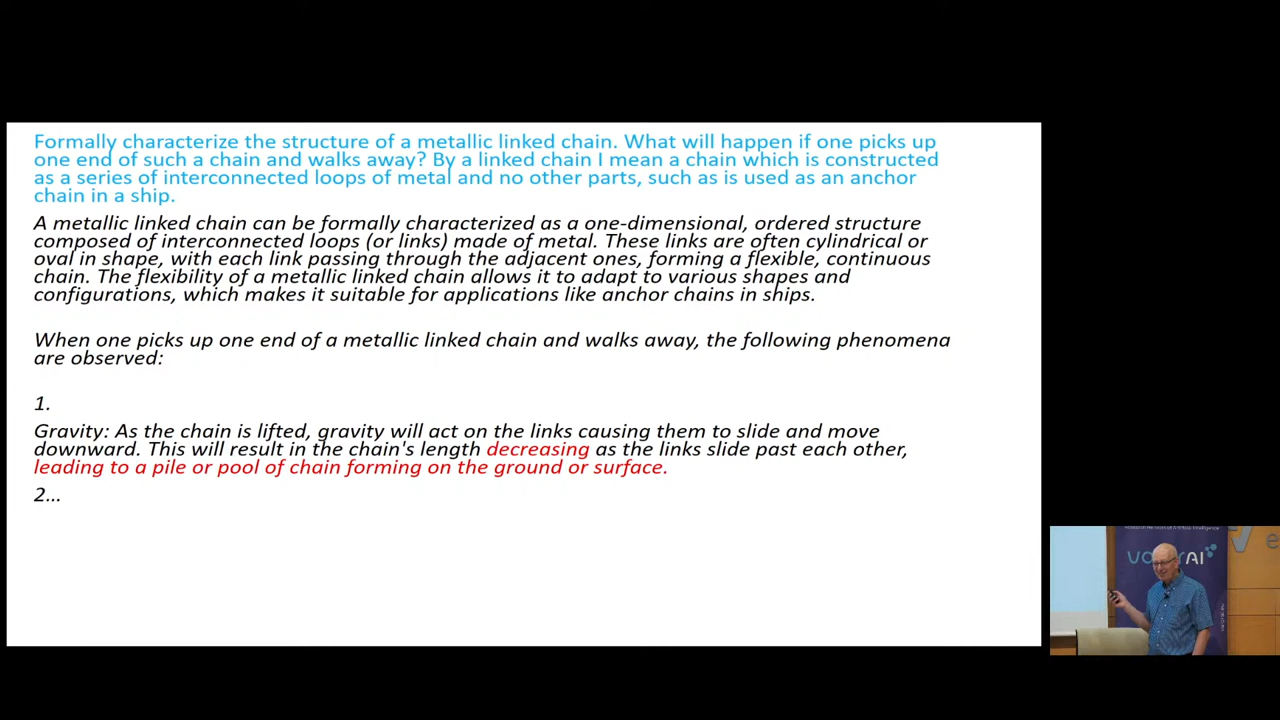 Formally characterize the structure of a metallic linked chain. What will happen if one picks up
one end of such a chain and walks away? By a linked chain I mean a chain which is constructed
as a series of interconnected loops of metal and no other parts, such as is used as an anchor
chain in a ship.
A metallic linked chain can be formally characterized as a one-dimensional, ordered structure
composed of interconnected loops (or links) made of metal. These links are often cylindrical or
oval in shape, with each link passing through the adjacent ones, forming a flexible, continuous
chain. The flexibility of a metallic linked chain allows it to adapt to various shapes and
configurations, which makes it suitable for applications like anchor chains in ships.
When one picks up one end of a metallic linked chain and walks away, the following phenomena
are observed:
1.
Gravity: As the chain is lifted, gravity will act on the links causing them to slide and move
downward. This will result in the chain's length decreasing as the links slide past each other,
leading to a pile or pool of chain forming on the ground or surface.
2...
AI